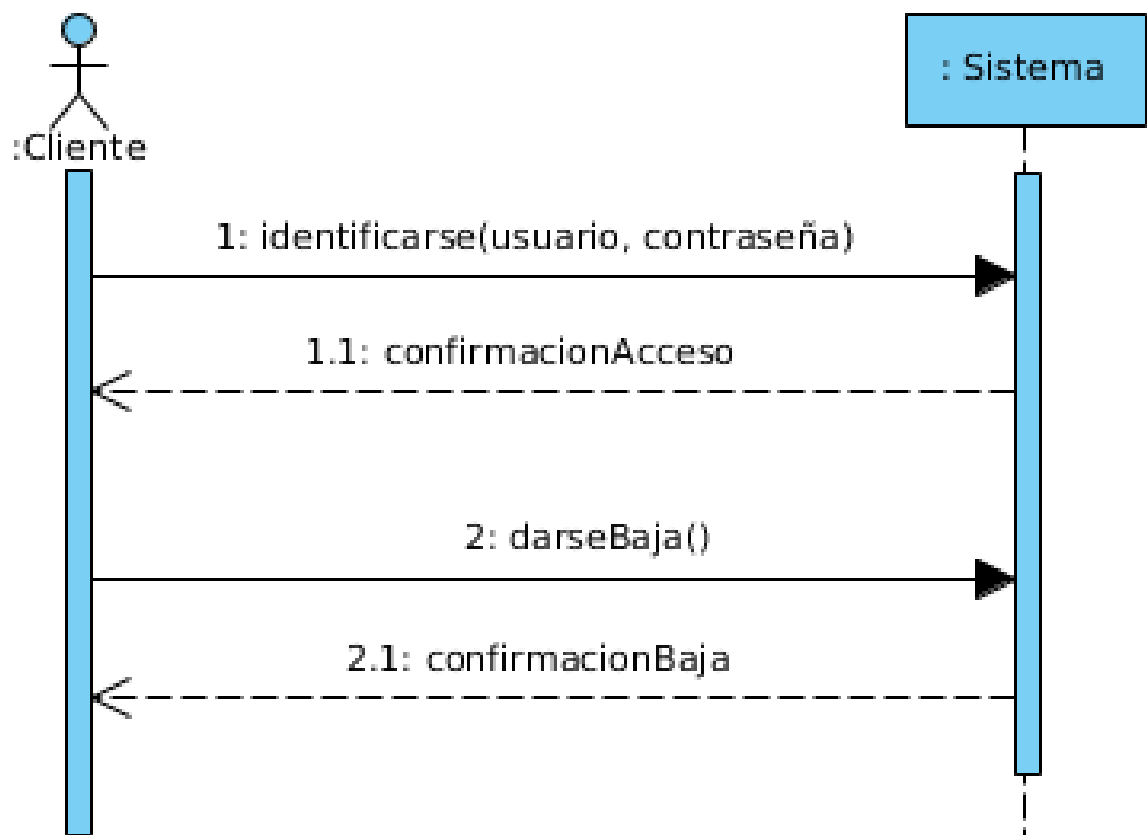 : Sistema
:Cliente
1: identificarse(usuario, contraseña)
1.1: confirmacionAcceso
2: darseBaja()
2.1: confirmacionBaja